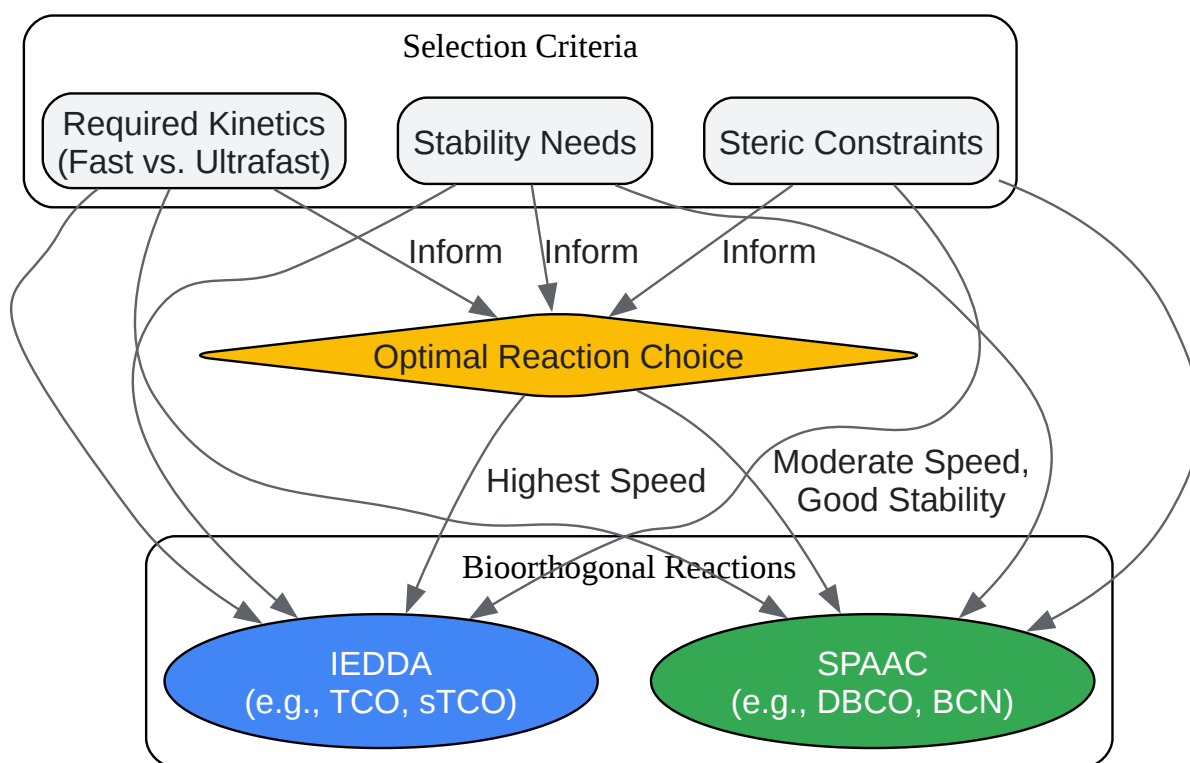 Selection Criteria
Required Kinetics
(Fast vs. Ultrafast)
Stability Needs
Steric Constraints
Inform
Inform
Inform
Optimal Reaction Choice
Highest Speed
Moderate Speed,
Good Stability
Bioorthogonal Reactions
IEDDA
(e.g., TCO, sTCO)
SPAAC
(e.g., DBCO, BCN)